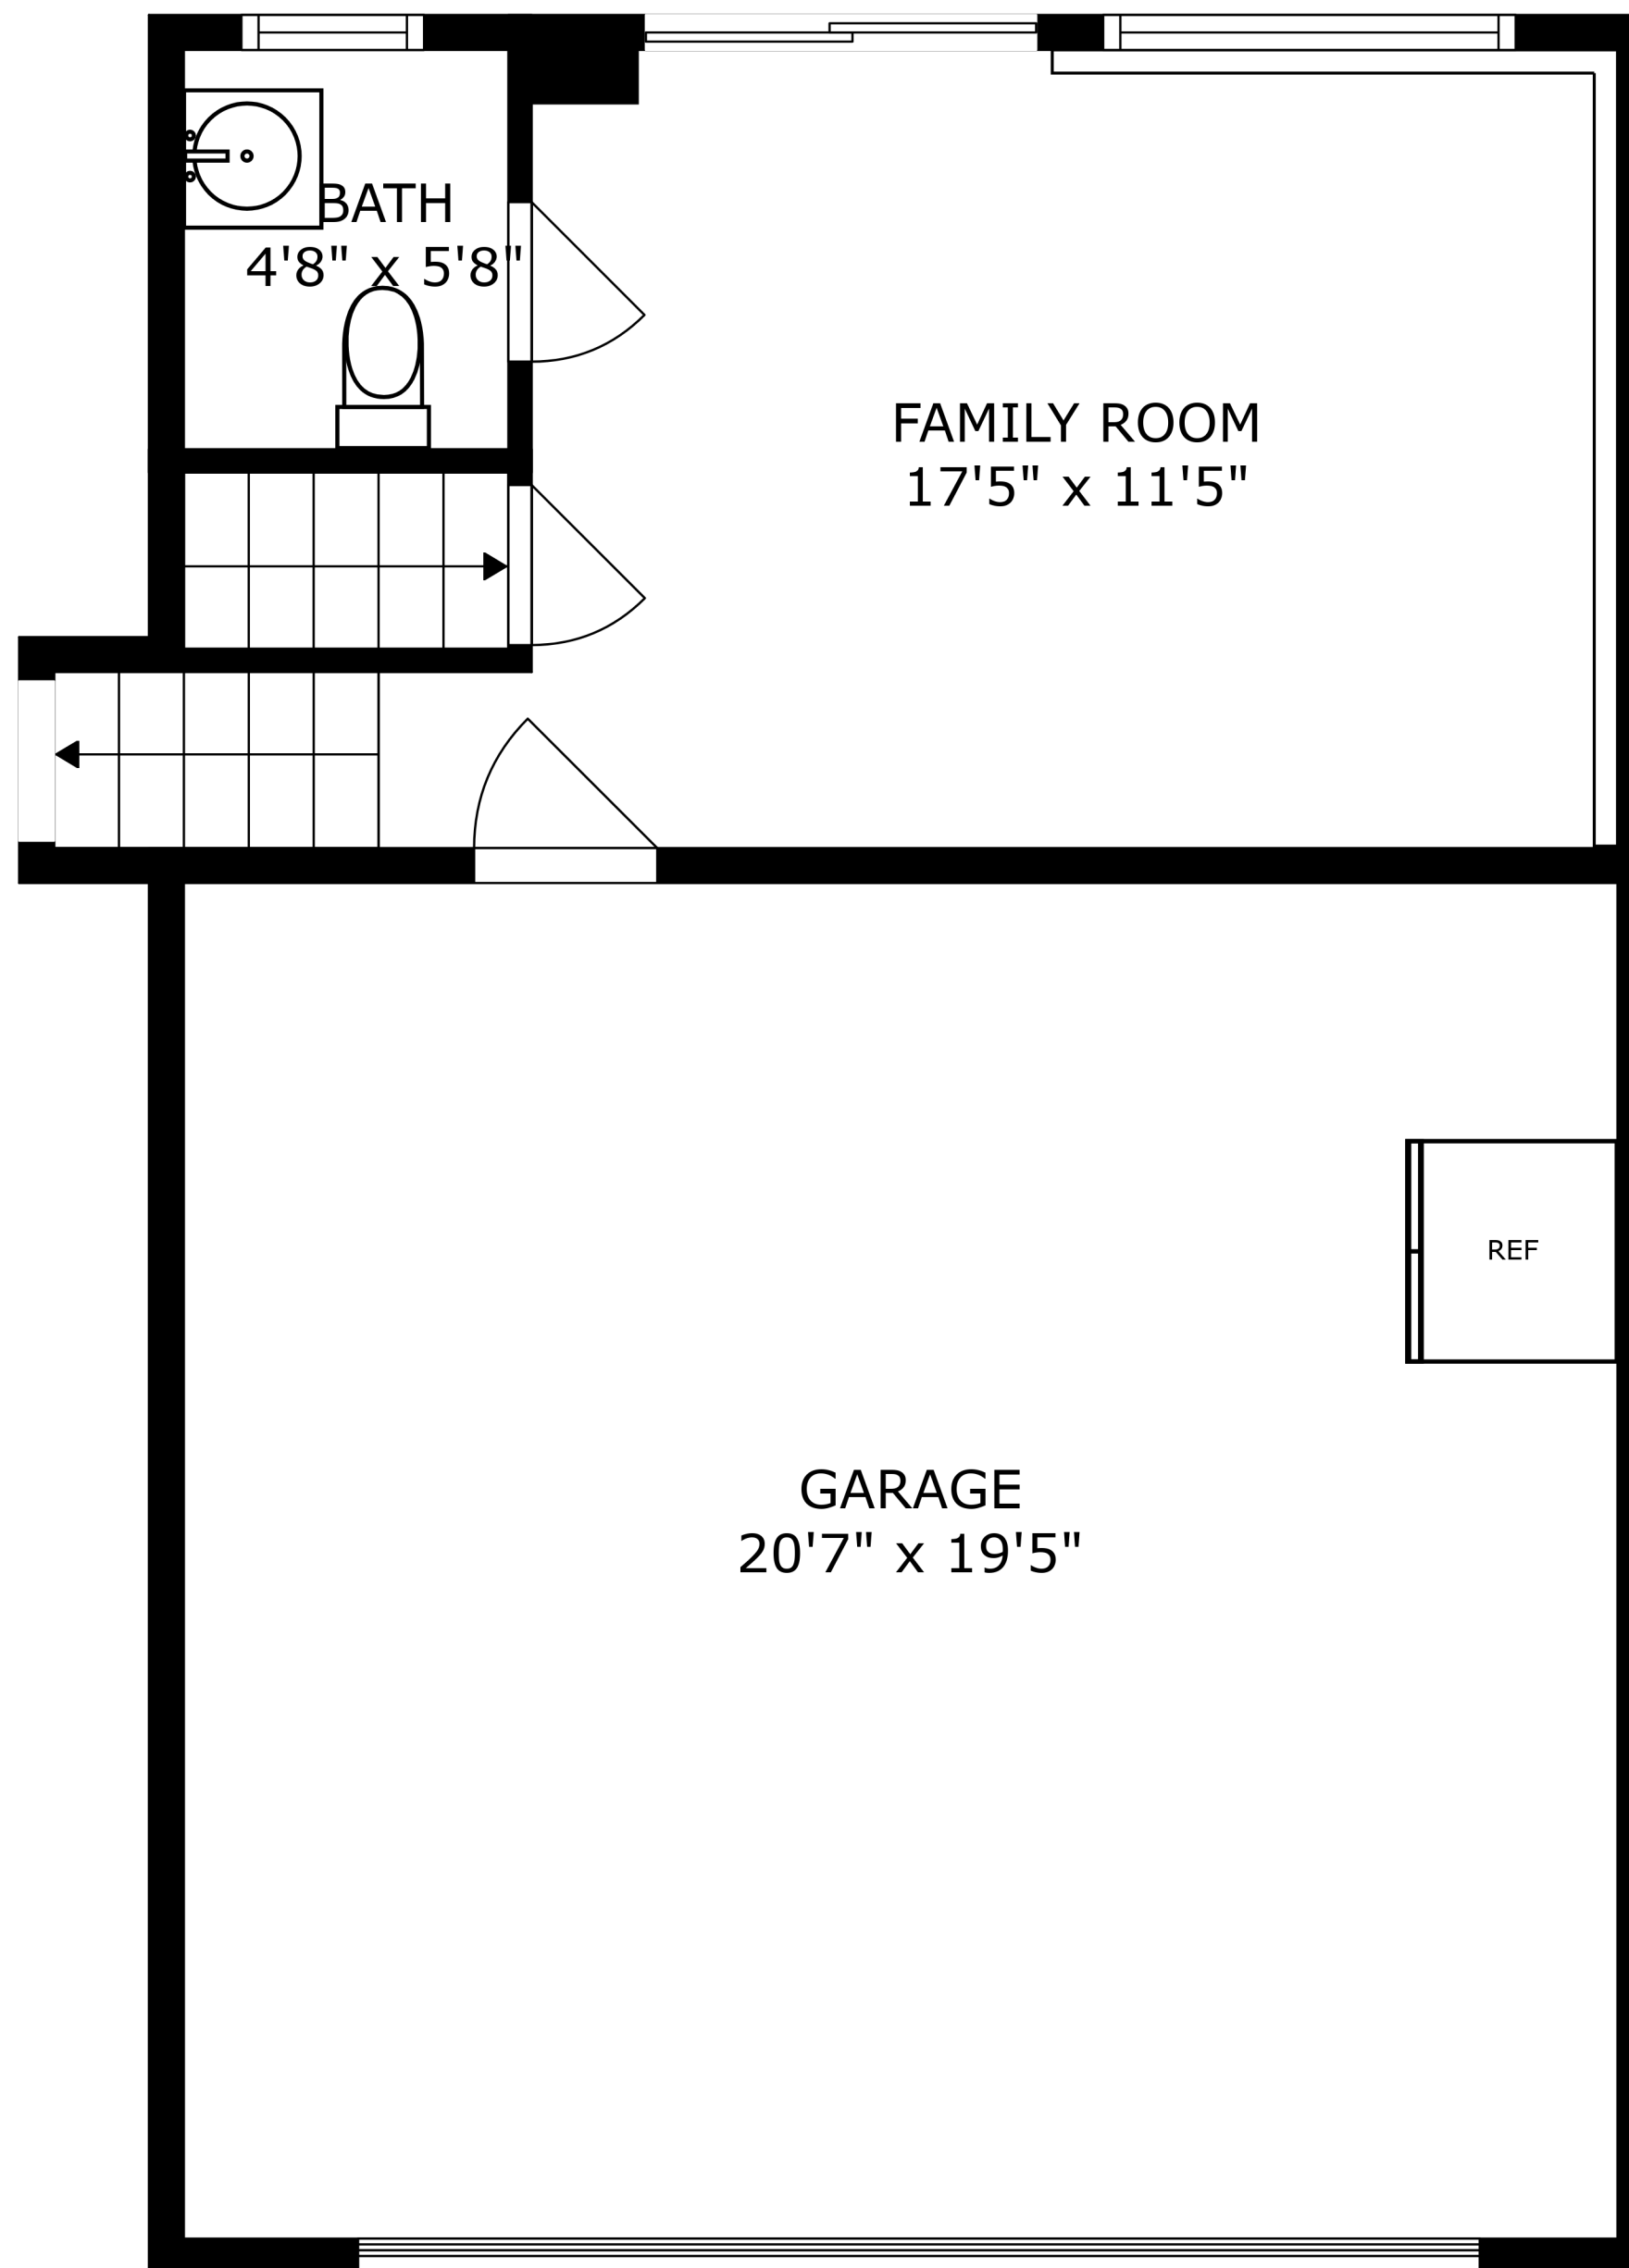 BATH
4'8" x 5'8"
FAMILY ROOM
17'5" x 11'5"
REF
GARAGE
20'7" x 19'5"